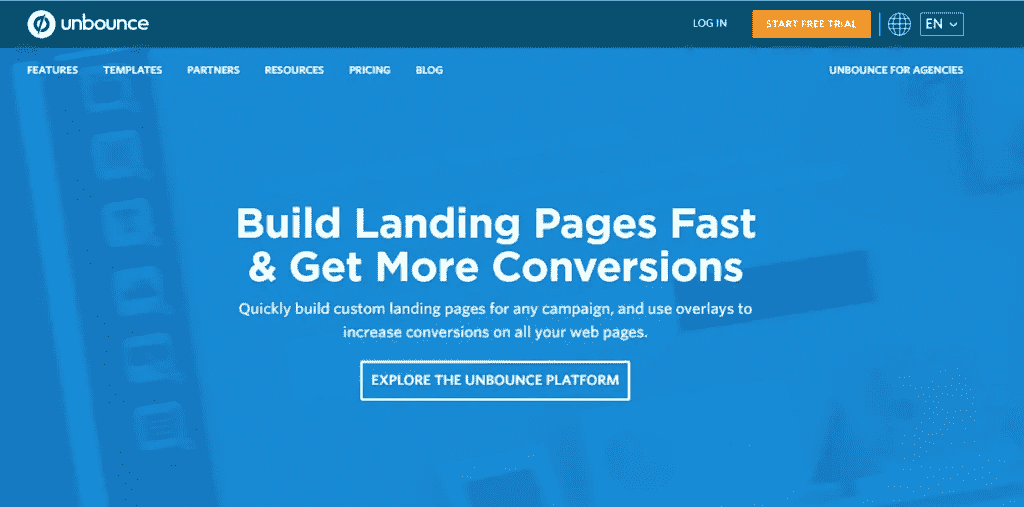 unbounce
LOG IN
START FREE TRIAL
EN
FEATURES
TEMPLATES
PARTNERS
RESOURCES
PRICING
BLOG
UNBOUNCE FOR AGENCIES
Build Landing Pages Fast
& Get More Conversions
Quickly build custom landing pages for any campaign, and use overlays to
increase conversions on all your web pages.
EXPLORE THE UNBOUNCE PLATFORM